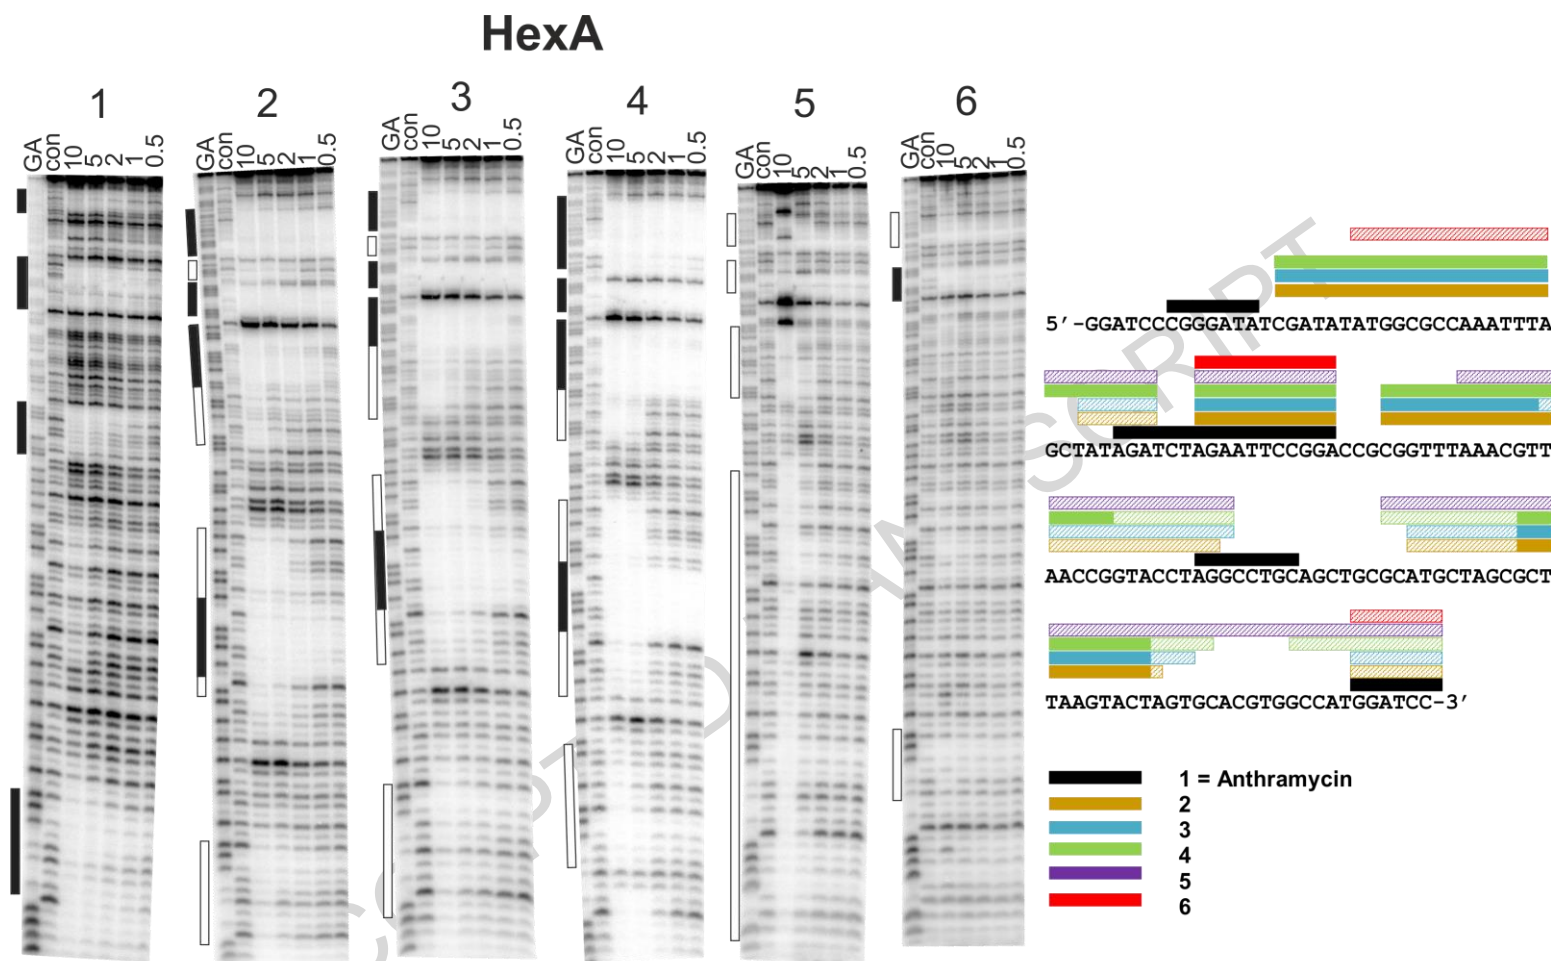 HexA
1 2 3 4 5 6
GA con 10 5 2 1 0.5
GA con 10 5 2 1 0.5
GA con 10 5 2 1 0.5
GA con 10 5 2 1 0.5
GA con 10 5 2 1 0.5
GA con 10 5 2 1 0.5
5′-GGATCCCGGGATATCGATATATGGCGCCAAATTTA
GCTATAGATCTAGAATTCCGGACCGCGGTTTAAACGTT
AACCGGTACCTAGGCCTGCAGCTGCGCATGCTAGCGCT
TAAGTACTAGTGCACGTGGCCATGGATCC-3′
1 = Anthramycin
2
3
4
5
6
SCRIPT